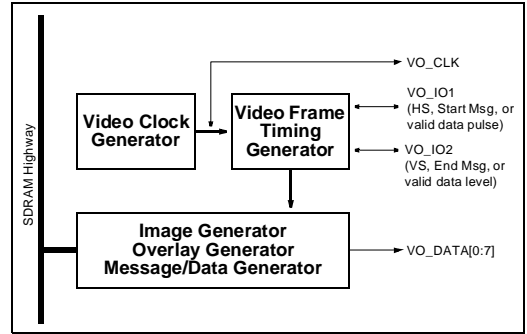 SDRAM Highway
Video Clock
Generator
Video Frame
Timing
Generator
VO_CLK
VO_IO1
(HS, Start Msg, or
valid data pulse)
VO_IO2
(VS, End Msg, or
valid data level)
Image Generator
Overlay Generator
Message/Data Generator
VO_DATA[0:7]